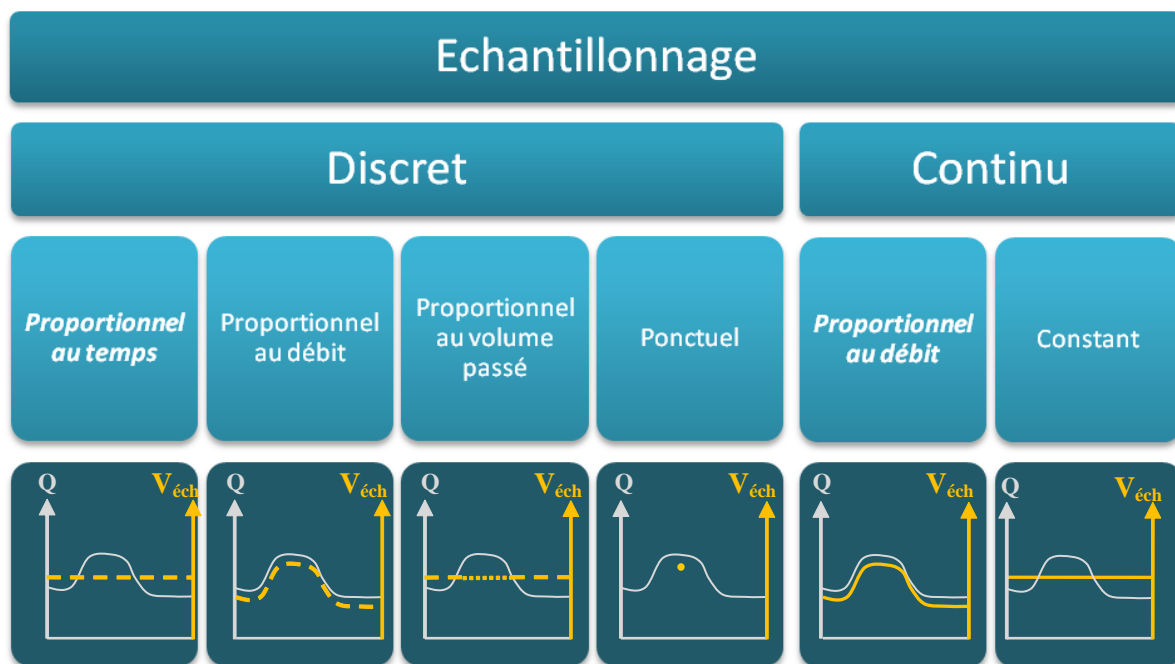 Echantillonnage
Discret
Continu
Proportionnel
au temps
Proportionnel
au débit
Proportionnel
au volume
passé
Ponctuel
Proportionnel
au débit
Constant
Q Véch
Q Véch
Q Véch
Q Véch
Q Véch
Q Véch